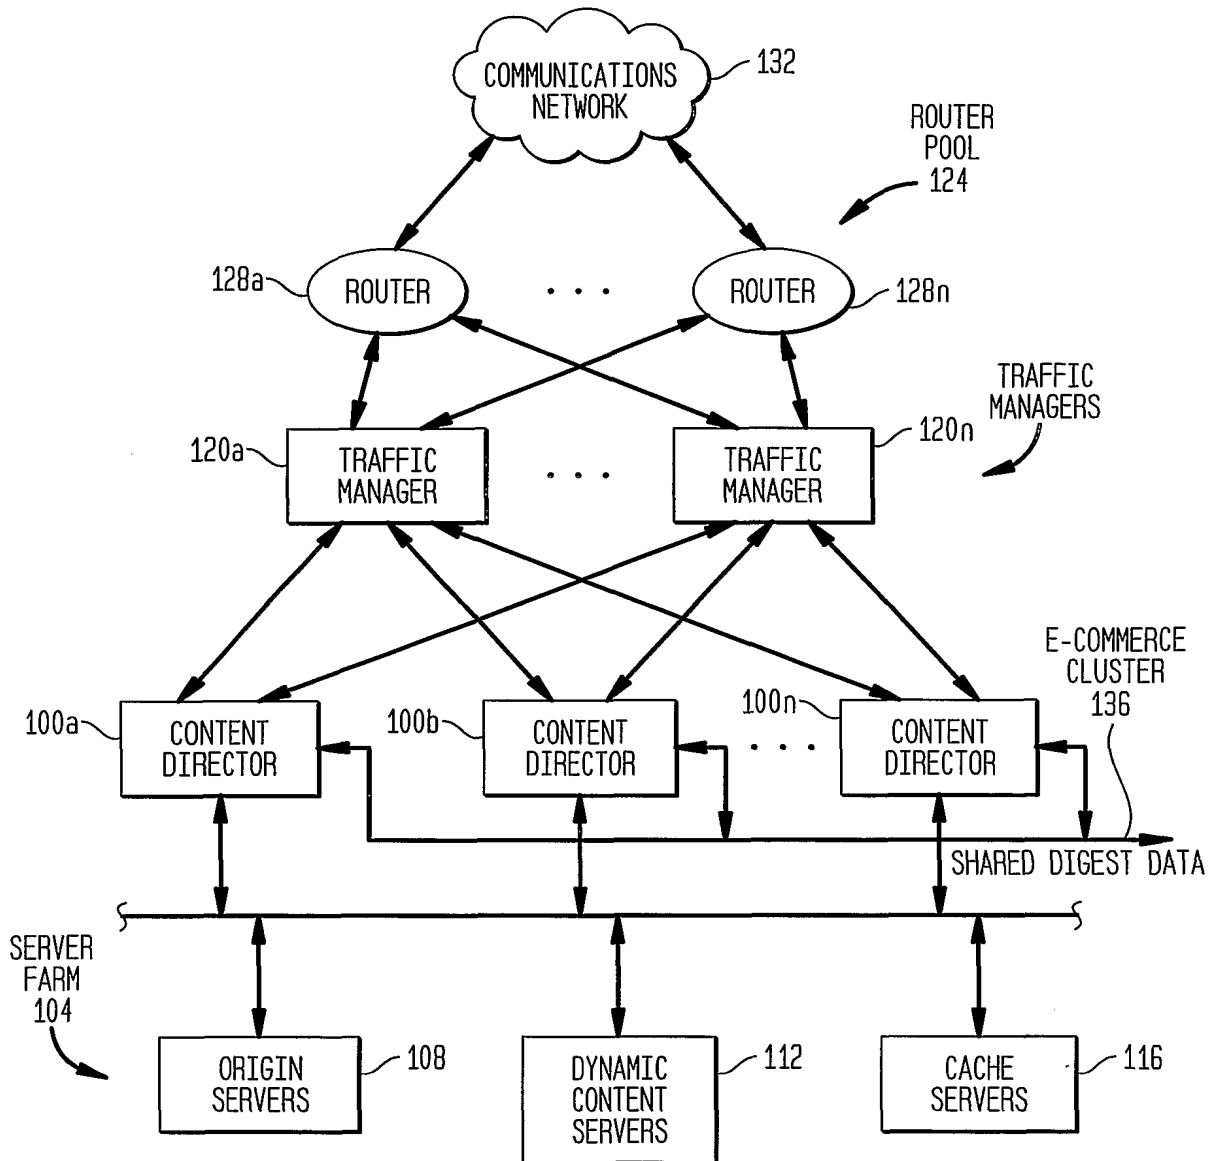 COMMUNICATIONS
NETWORK
132
ROUTER
POOL
124
128a
ROUTER
. . .
ROUTER
128n
TRAFFIC
MANAGERS
120a
TRAFFIC
MANAGER
. . .
TRAFFIC
MANAGER
120n
E-COMMERCE
CLUSTER
136
100a
CONTENT
DIRECTOR
100b
CONTENT
DIRECTOR
. . .
100n
CONTENT
DIRECTOR
SHARED DIGEST DATA
SERVER
FARM
104
ORIGIN
SERVERS
108
DYNAMIC
CONTENT
SERVERS
112
CACHE
SERVERS
116